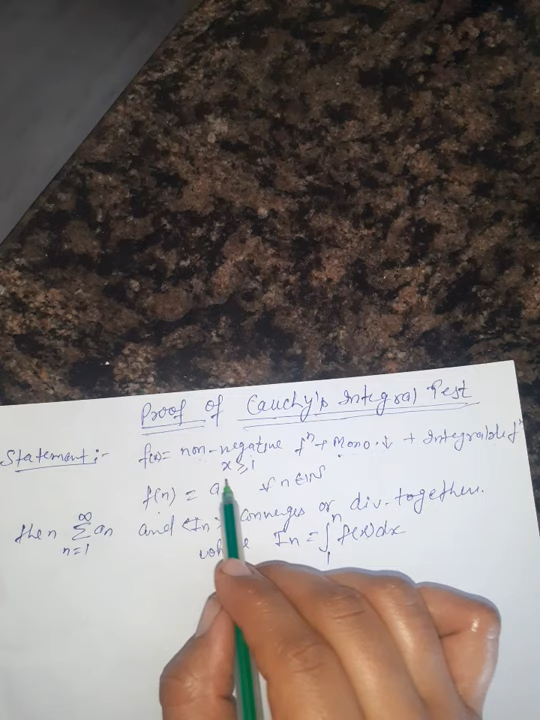 Proof of Cauchy's Integral Test
Statement:- f(x) = non-negative fⁿ + Mono. ↓ + Integrable fⁿ
x ≥ 1
f(n) = a ∀ n ∈ N
then ∑_{n=1}^{∞} aₙ and <Iₙ> converges or div. together.
Iₙ = ∫₁ⁿ f(x) dx